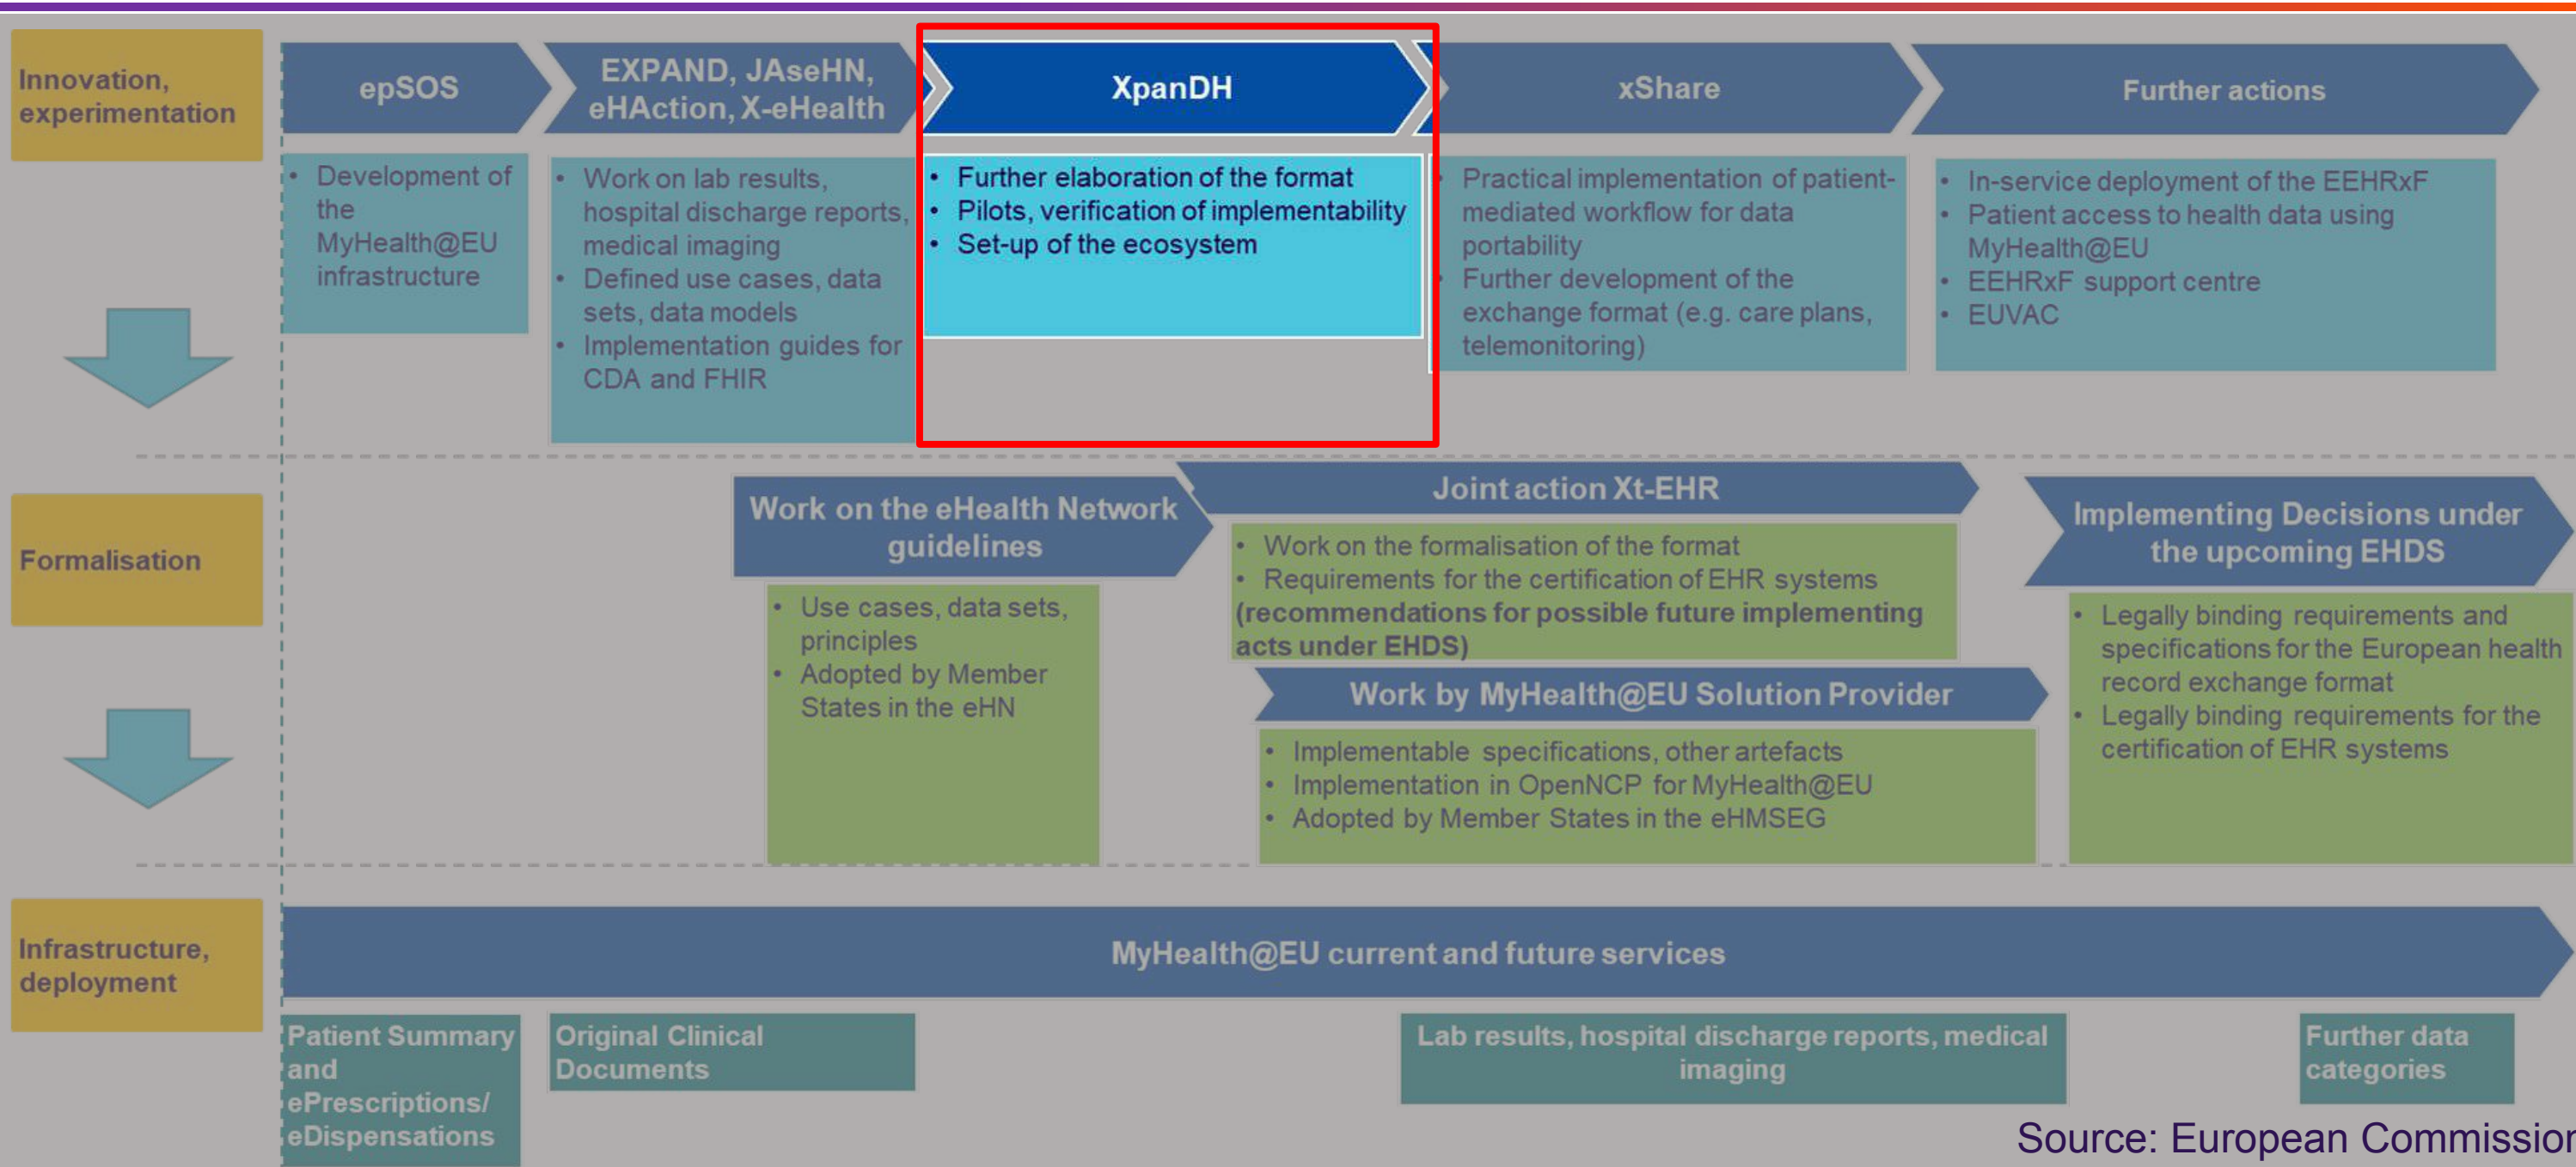 Innovation,
experimentation
epSOS
EXPAND, JAseHN,
eHAction, X-eHealth
XpanDH
xShare
Further actions
• Development of
the
MyHealth@EU
infrastructure
• Work on lab results,
hospital discharge reports,
medical imaging
• Defined use cases, data
sets, data models
• Implementation guides for
CDA and FHIR
• Further elaboration of the format
• Pilots, verification of implementability
• Set-up of the ecosystem
• Practical implementation of patient-
mediated workflow for data
portability
• Further development of the
exchange format (e.g. care plans,
telemonitoring)
• In-service deployment of the EEHRxF
• Patient access to health data using
MyHealth@EU
• EEHRxF support centre
• EUVAC
Formalisation
Work on the eHealth Network
guidelines
• Use cases, data sets,
principles
• Adopted by Member
States in the eHN
Joint action Xt-EHR
• Work on the formalisation of the format
• Requirements for the certification of EHR systems
(recommendations for possible future implementing
acts under EHDS)
Work by MyHealth@EU Solution Provider
• Implementable specifications, other artefacts
• Implementation in OpenNCP for MyHealth@EU
• Adopted by Member States in the eHMSEG
Implementing Decisions under
the upcoming EHDS
• Legally binding requirements and
specifications for the European health
record exchange format
• Legally binding requirements for the
certification of EHR systems
Infrastructure,
deployment
MyHealth@EU current and future services
Patient Summary
and
ePrescriptions/
eDispensations
Original Clinical
Documents
Lab results, hospital discharge reports, medical
imaging
Further data
categories
Source: European Commission